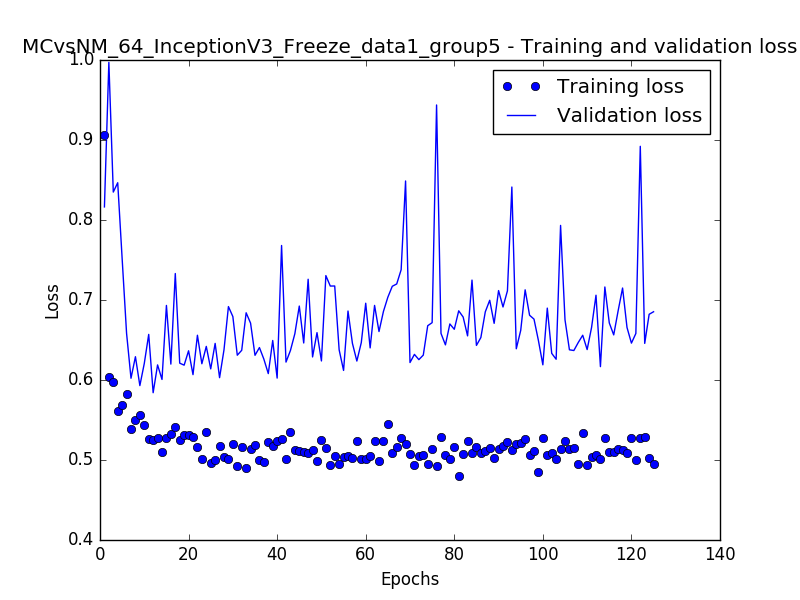 MCvsNM_64_InceptionV3_Freeze_data1_group5 - Training and validation loss
Training loss
Validation loss
1.0
0.9
0.8
0.7
0.6
0.5
0.4
Loss
0 20 40 60 80 100 120 140
Epochs